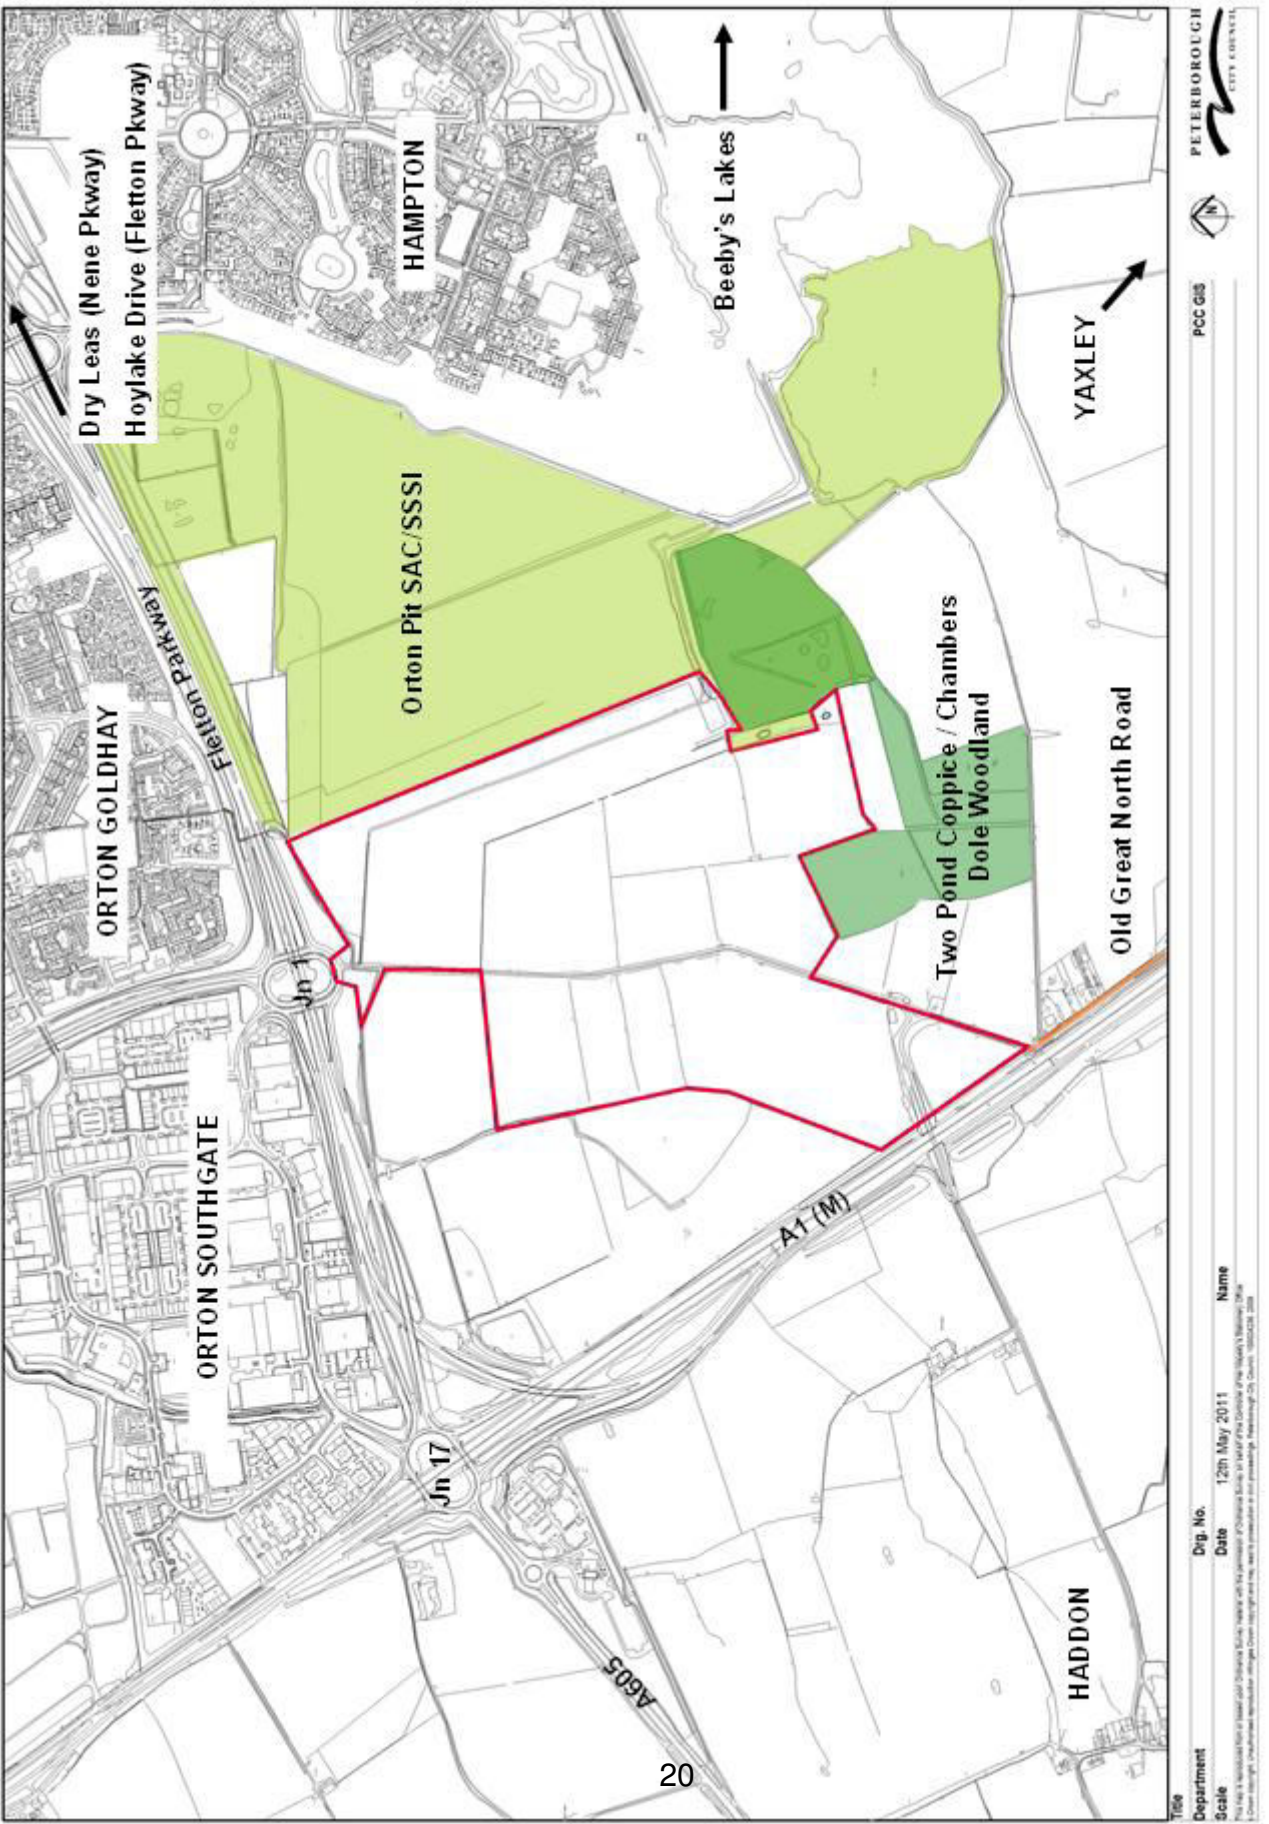 Dry Leas (Nene Pkway)
Hoylake Drive (Fletton Pkway)
ORTON GOLDHAY
ORTON SOUTHGATE
Fletton Parkway
HAMPTON
Orton Pit SAC/SSSI
Jn 1
Jn 17
Beeby's Lakes
A1 (M)
A605
Two Pond Coppice / Chambers
Dole Woodland
YAXLEY
Old Great North Road
HADDON
20
Title
Department
Drg. No.
PCC GIS
Scale
Date
12th May 2011
Name
N
PETERBOROUGH
CITY COUNCIL